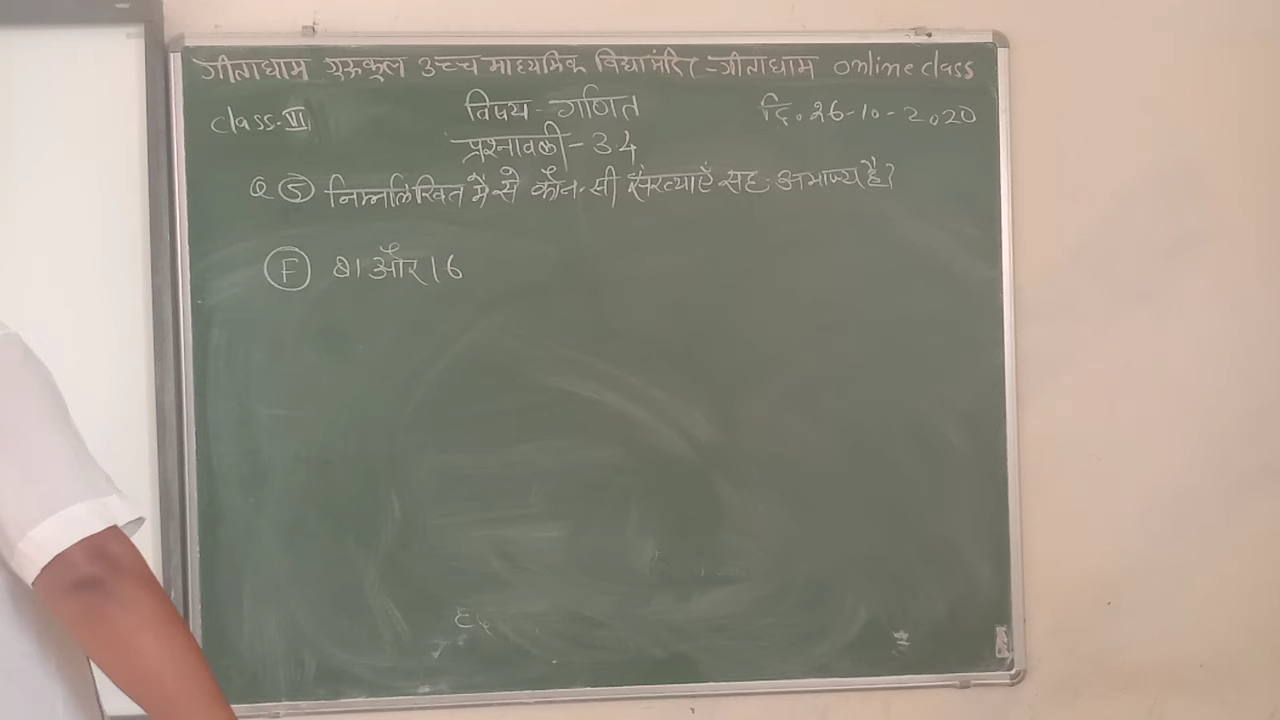 गीताधाम गुरुकुल उच्च माध्यमिक विद्या मंदिर - गीताधाम online class
class-VI विषय - गणित दि. 26-10-2020
प्रश्नावली - 3.4
Q (5) निम्नलिखित में से कौन-सी संख्याएँ सह-अभाज्य है?
(F) 81 और 16